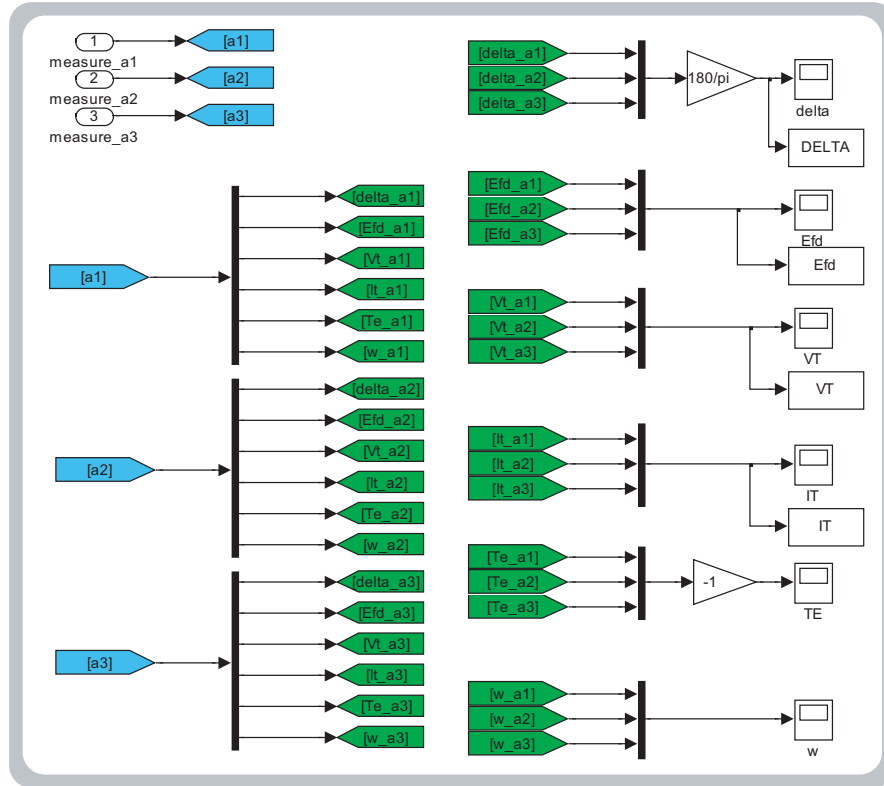 1
[a1]
measure_a1
2
[a2]
measure_a2
3
[a3]
measure_a3
[a1]
[delta_a1]
[Efd_a1]
[Vt_a1]
[It_a1]
[Te_a1]
[w_a1]
[a2]
[delta_a2]
[Efd_a2]
[Vt_a2]
[It_a2]
[Te_a2]
[w_a2]
[a3]
[delta_a3]
[Efd_a3]
[Vt_a3]
[It_a3]
[Te_a3]
[w_a3]
[delta_a1]
[delta_a2]
[delta_a3]
180/pi
delta
DELTA
[Efd_a1]
[Efd_a2]
[Efd_a3]
Efd
Efd
[Vt_a1]
[Vt_a2]
[Vt_a3]
VT
VT
[It_a1]
[It_a2]
[It_a3]
IT
IT
[Te_a1]
[Te_a2]
[Te_a3]
-1
TE
[w_a1]
[w_a2]
[w_a3]
w